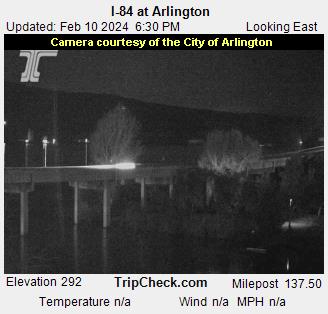 I-84 at Arlington
Updated: Feb 10 2024 6:30 PM Looking East
Camera courtesy of the City of Arlington
Elevation 292 TripCheck.com Milepost 137.50
Temperature n/a Wind n/a MPH n/a